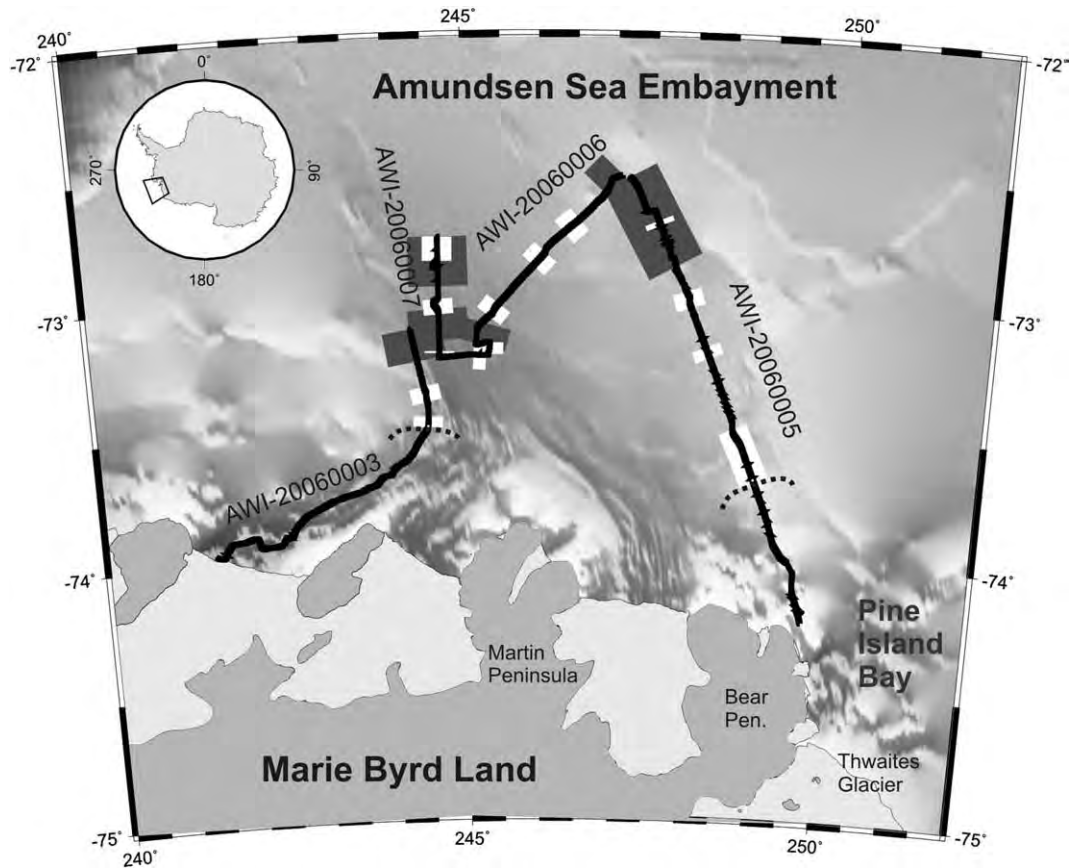 240˚
245˚
250˚
-72˚
-72˚
Amundsen Sea Embayment
0˚
270˚
90˚
180˚
AWI-20060007
AWI-20060006
-73˚
-73˚
AWI-20060005
AWI-20060003
-74˚
-74˚
Pine
Island
Bay
Martin
Peninsula
Bear
Pen.
Marie Byrd Land
Thwaites
Glacier
-75˚
-75˚
240˚
245˚
250˚